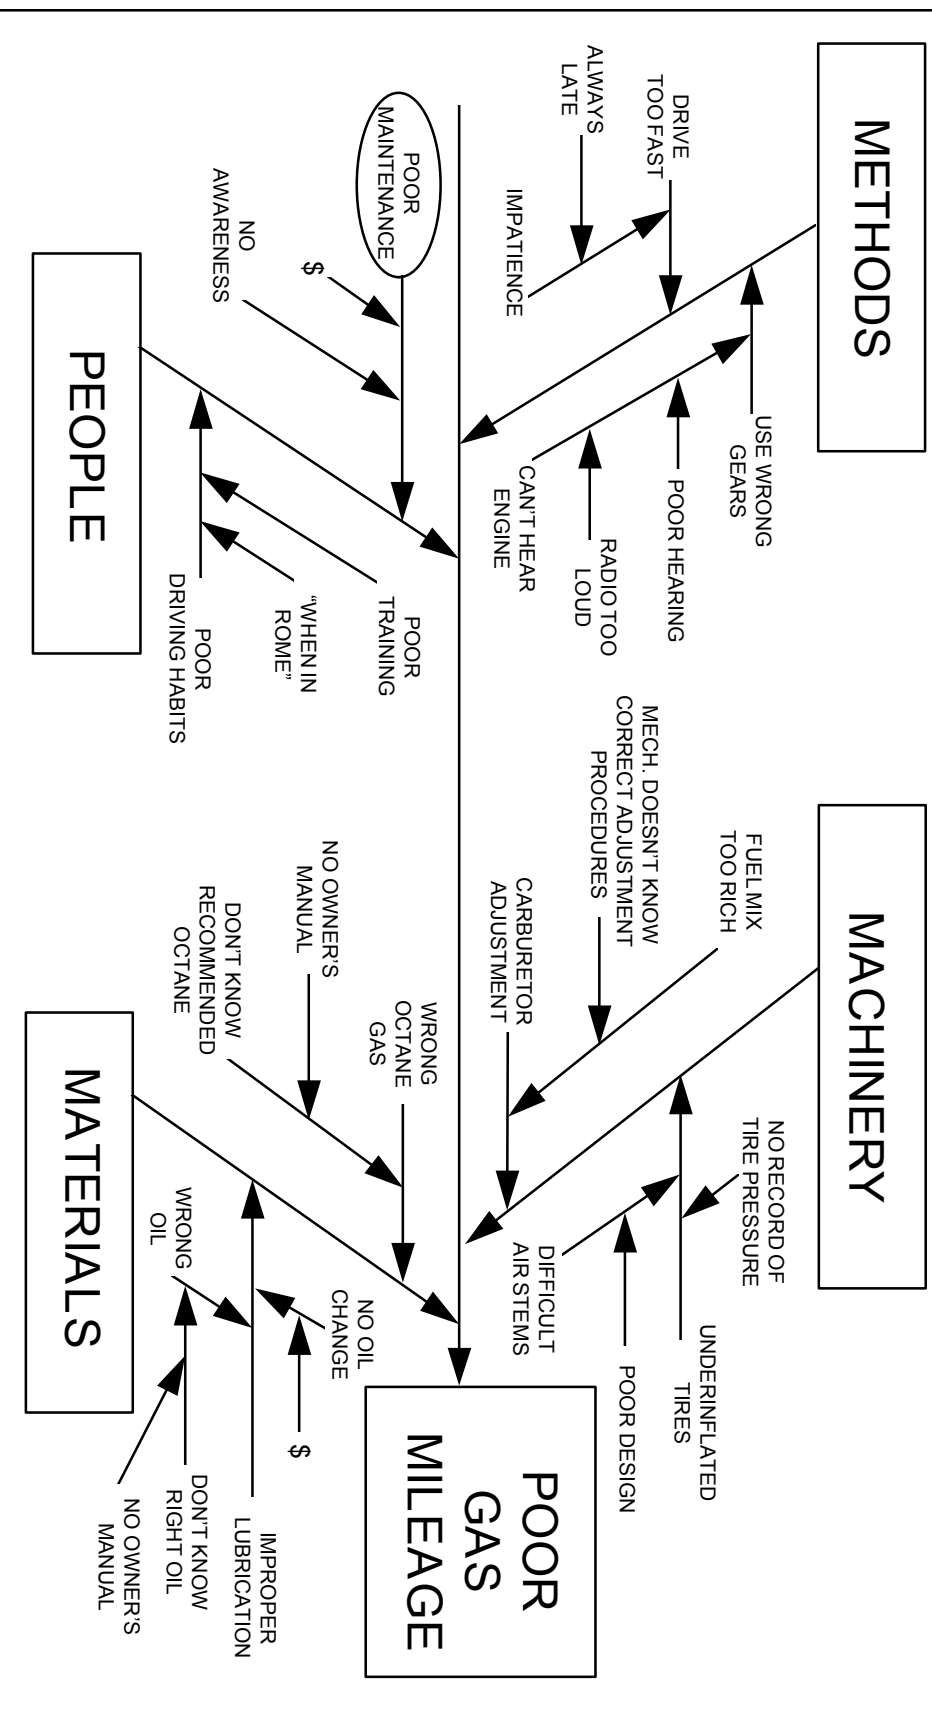 METHODS
DRIVE
TOO FAST
ALWAYS
LATE
IMPATIENCE
USE WRONG
GEARS
POOR HEARING
RADIO TOO
LOUD
CAN'T HEAR
ENGINE
MACHINERY
FUEL MIX
TOO RICH
MECH. DOESN'T KNOW
CORRECT ADJUSTMENT
PROCEDURES
CARBURETOR
ADJUSTMENT
NO RECORD OF
TIRE PRESSURE
UNDERINFLATED
TIRES
POOR DESIGN
DIFFICULT
AIR STEMS
POOR
GAS
MILEAGE
POOR
MAINTENANCE
$
NO
AWARENESS
POOR
TRAINING
“WHEN IN
ROME”
POOR
DRIVING HABITS
PEOPLE
WRONG
OCTANE
GAS
NO OWNER'S
MANUAL
DON'T KNOW
RECOMMENDED
OCTANE
NO OIL
CHANGE
$
WRONG
OIL
IMPROPER
LUBRICATION
DON'T KNOW
RIGHT OIL
NO OWNER'S
MANUAL
MATERIALS